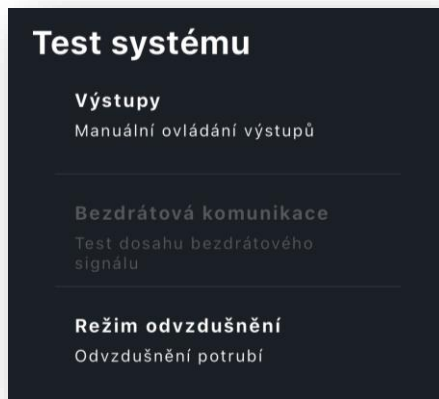 Test systému
Výstupy
Manuální ovládání výstupů
Bezdrátová komunikace
Test dosahu bezdrátového
signálu
Režim odvzdušnění
Odvzdušnění potrubí